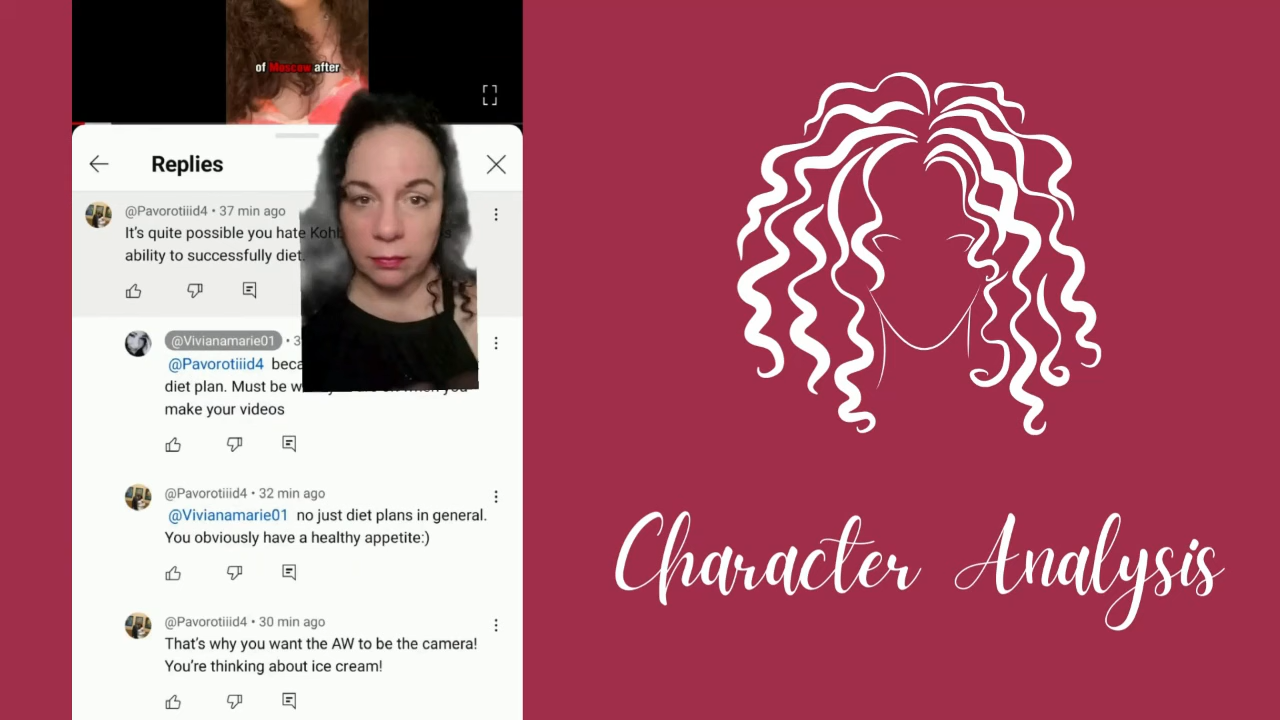 of Moscow after
Replies
@Pavorotiiid4 • 37 min ago
It's quite possible you hate
ability to successfully diet.
@Vivianamarie01 • 3
@Pavorotiiid4
diet plan. Must be
make your videos
@Pavorotiiid4 • 32 min ago
@Vivianamarie01 no just diet plans in general.
You obviously have a healthy appetite:)
@Pavorotiiid4 • 30 min ago
That's why you want the AW to be the camera!
You're thinking about ice cream!
Character Analysis